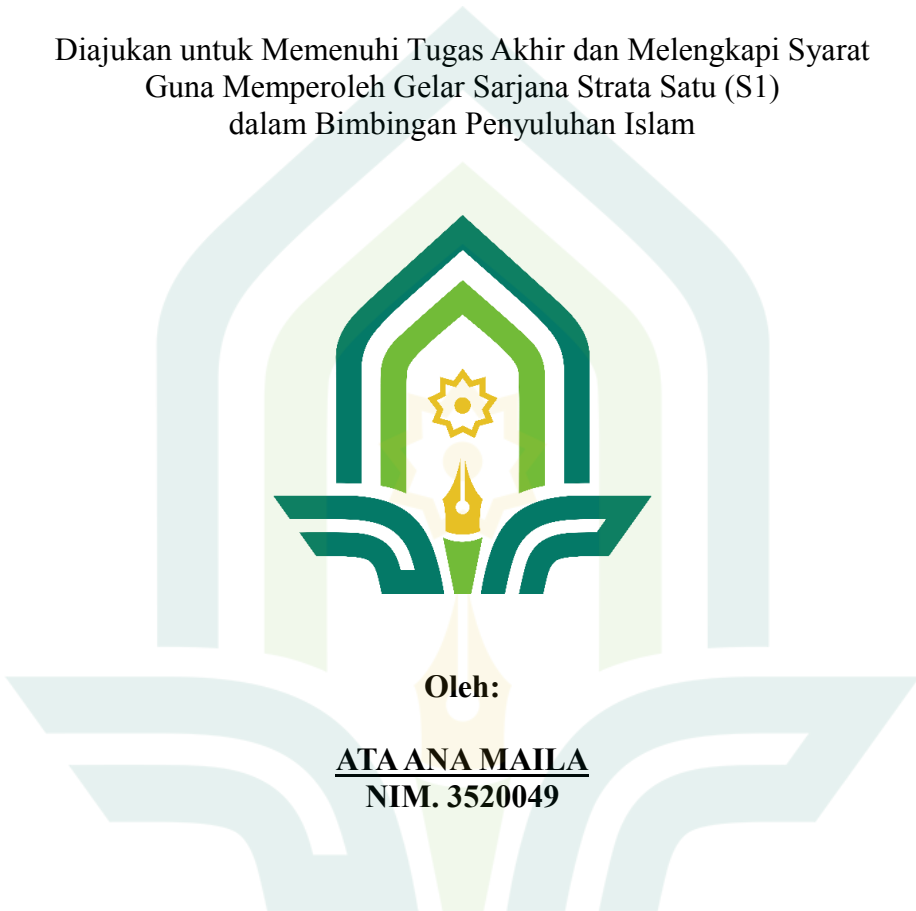 Diajukan untuk Memenuhi Tugas Akhir dan Melengkapi Syarat
Guna Memperoleh Gelar Sarjana Strata Satu (S1)
dalam Bimbingan Penyuluhan Islam
Oleh:
ATA ANA MAILA
NIM. 3520049